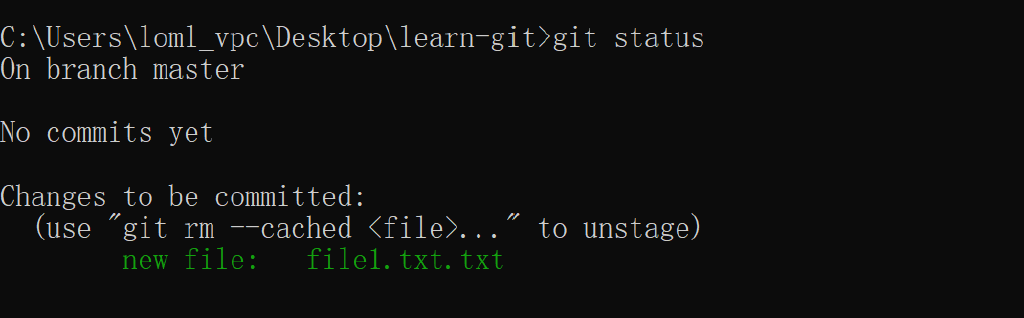 C:\Users\loml_vpc\Desktop\learn-git>git status
On branch master
No commits yet
Changes to be committed:
(use "git rm --cached <file>..." to unstage)
new file: file1.txt.txt